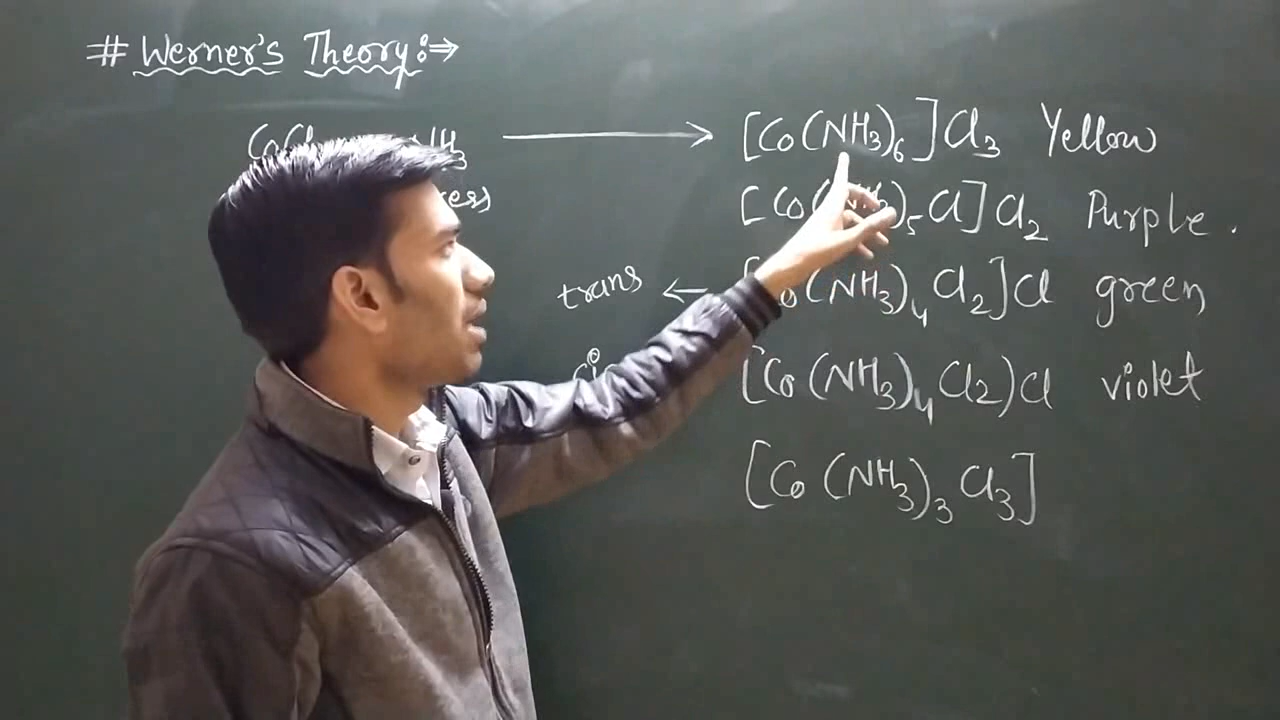 # Werner's Theory :⇒
→ [Co(NH₃)₆]Cl₃ Yellow
[Co(NH₃)₅Cl]Cl₂ Purple.
trans ← [Co(NH₃)₄Cl₂]Cl green
[Co(NH₃)₄Cl₂)Cl violet
[Co(NH₃)₃Cl₃]